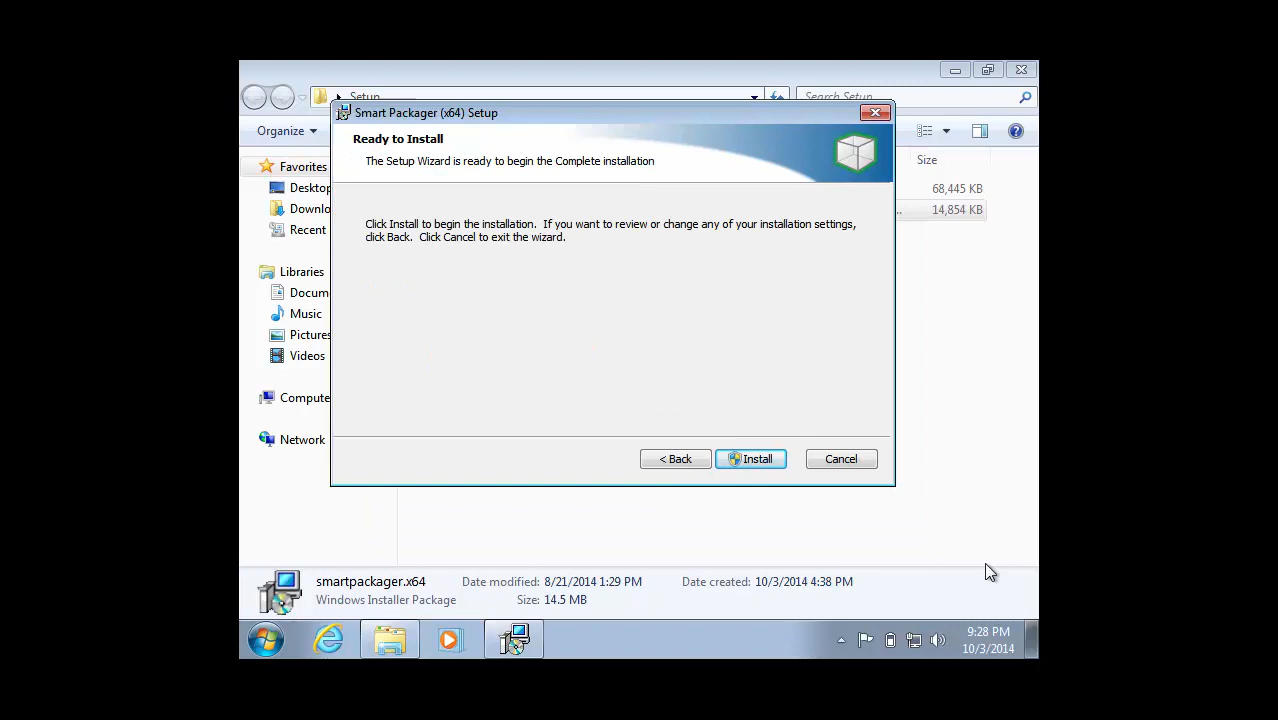 Setup
Search Setup
Smart Packager (x64) Setup
Organize
Ready to Install
The Setup Wizard is ready to begin the Complete installation
Size
Favorites
Desktop
68,445 KB
Downlo
... 14,854 KB
Recent
Click Install to begin the installation. If you want to review or change any of your installation settings,
click Back. Click Cancel to exit the wizard.
Libraries
Docum
Music
Pictures
Videos
Compute
Network
< Back
Install
Cancel
smartpackager.x64
Date modified: 8/21/2014 1:29 PM
Date created: 10/3/2014 4:38 PM
Windows Installer Package
Size: 14.5 MB
9:28 PM
10/3/2014